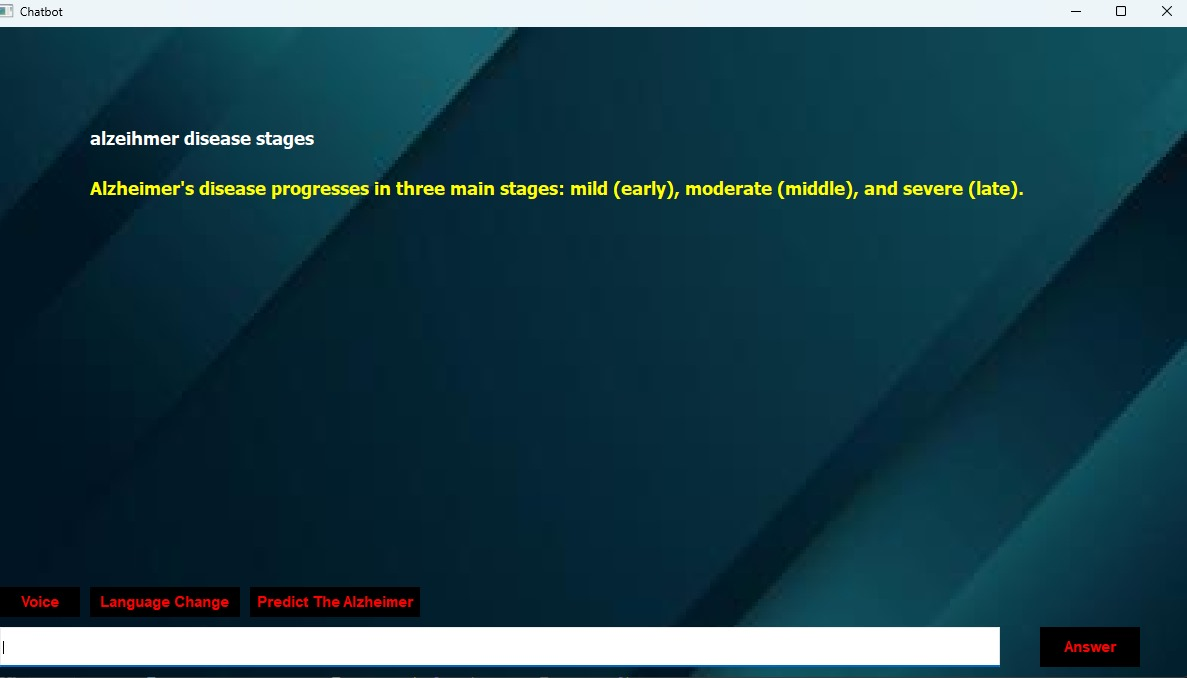 Chatbot
alzeihmer disease stages
Alzheimer's disease progresses in three main stages: mild (early), moderate (middle), and severe (late).
Voice
Language Change
Predict The Alzheimer
Answer